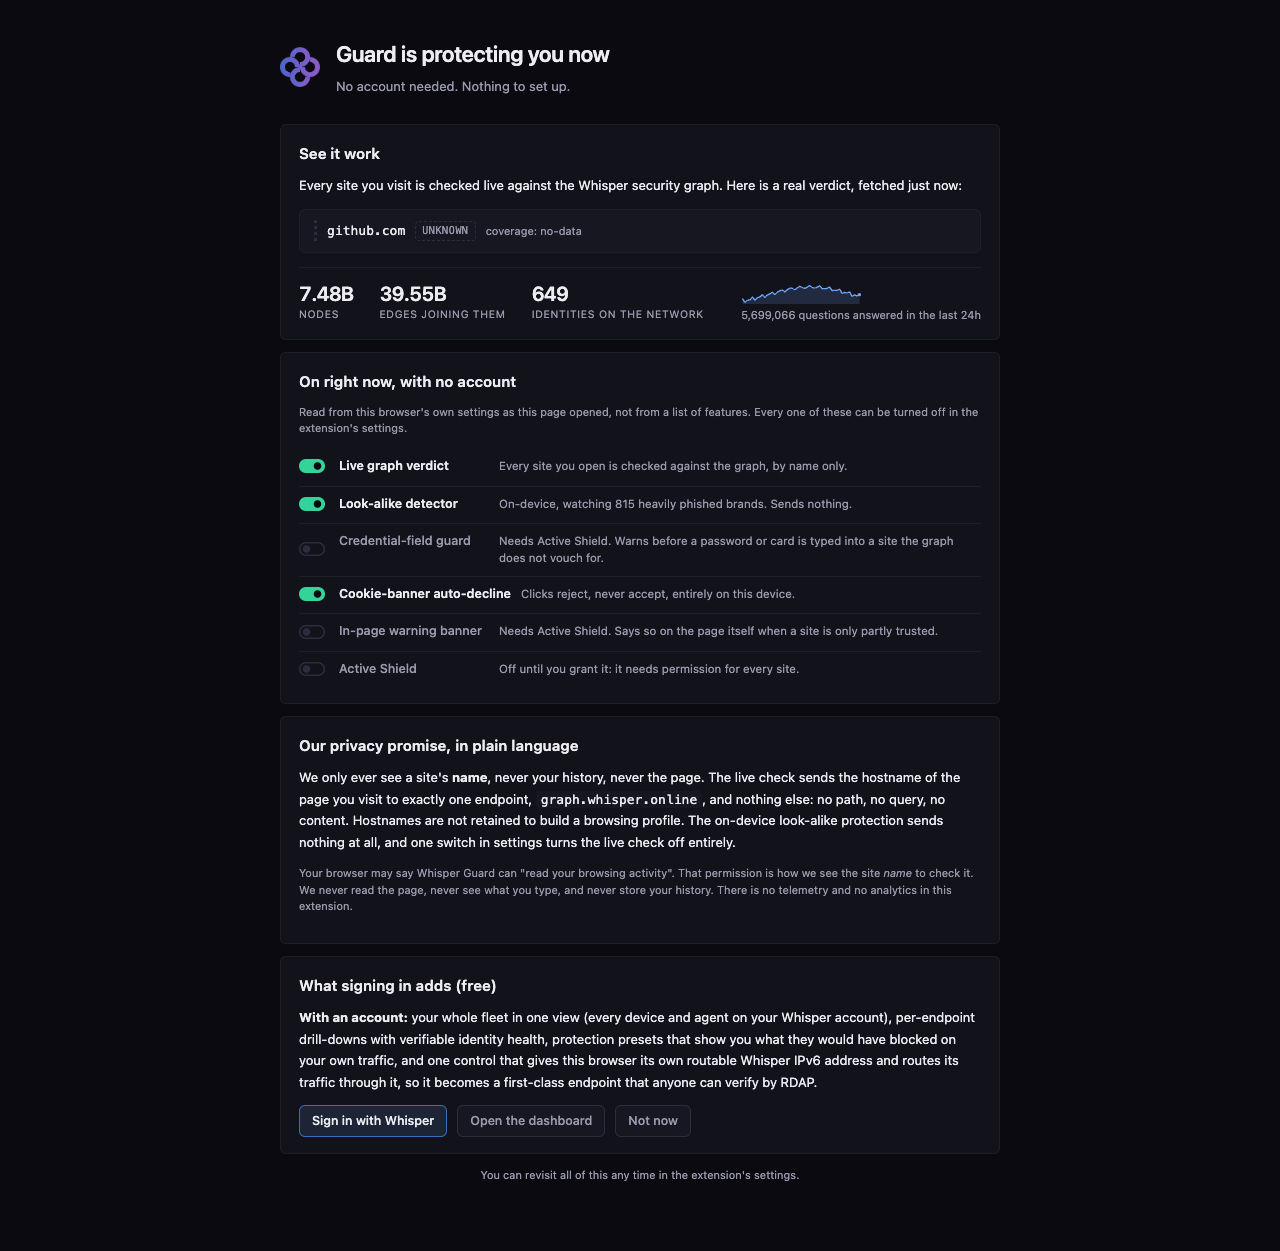 Guard is protecting you now
No account needed. Nothing to set up.
See it work
Every site you visit is checked live against the Whisper security graph. Here is a real verdict, fetched just now:
github.com UNKNOWN coverage: no-data
7.48B 39.55B 649
NODES EDGES JOINING THEM IDENTITIES ON THE NETWORK 5,699,066 questions answered in the last 24h
On right now, with no account
Read from this browser's own settings as this page opened, not from a list of features. Every one of these can be turned off in the
extension's settings.
Live graph verdict Every site you open is checked against the graph, by name only.
Look-alike detector On-device, watching 815 heavily phished brands. Sends nothing.
Credential-field guard Needs Active Shield. Warns before a password or card is typed into a site the graph
does not vouch for.
Cookie-banner auto-decline Clicks reject, never accept, entirely on this device.
In-page warning banner Needs Active Shield. Says so on the page itself when a site is only partly trusted.
Active Shield Off until you grant it: it needs permission for every site.
Our privacy promise, in plain language
We only ever see a site's name, never your history, never the page. The live check sends the hostname of the
page you visit to exactly one endpoint, graph.whisper.online, and nothing else: no path, no query, no
content. Hostnames are not retained to build a browsing profile. The on-device look-alike protection sends
nothing at all, and one switch in settings turns the live check off entirely.
Your browser may say Whisper Guard can "read your browsing activity". That permission is how we see the site name to check it.
We never read the page, never see what you type, and never store your history. There is no telemetry and no analytics in this
extension.
What signing in adds (free)
With an account: your whole fleet in one view (every device and agent on your Whisper account), per-endpoint
drill-downs with verifiable identity health, protection presets that show you what they would have blocked on
your own traffic, and one control that gives this browser its own routable Whisper IPv6 address and routes its
traffic through it, so it becomes a first-class endpoint that anyone can verify by RDAP.
Sign in with Whisper Open the dashboard Not now
You can revisit all of this any time in the extension's settings.